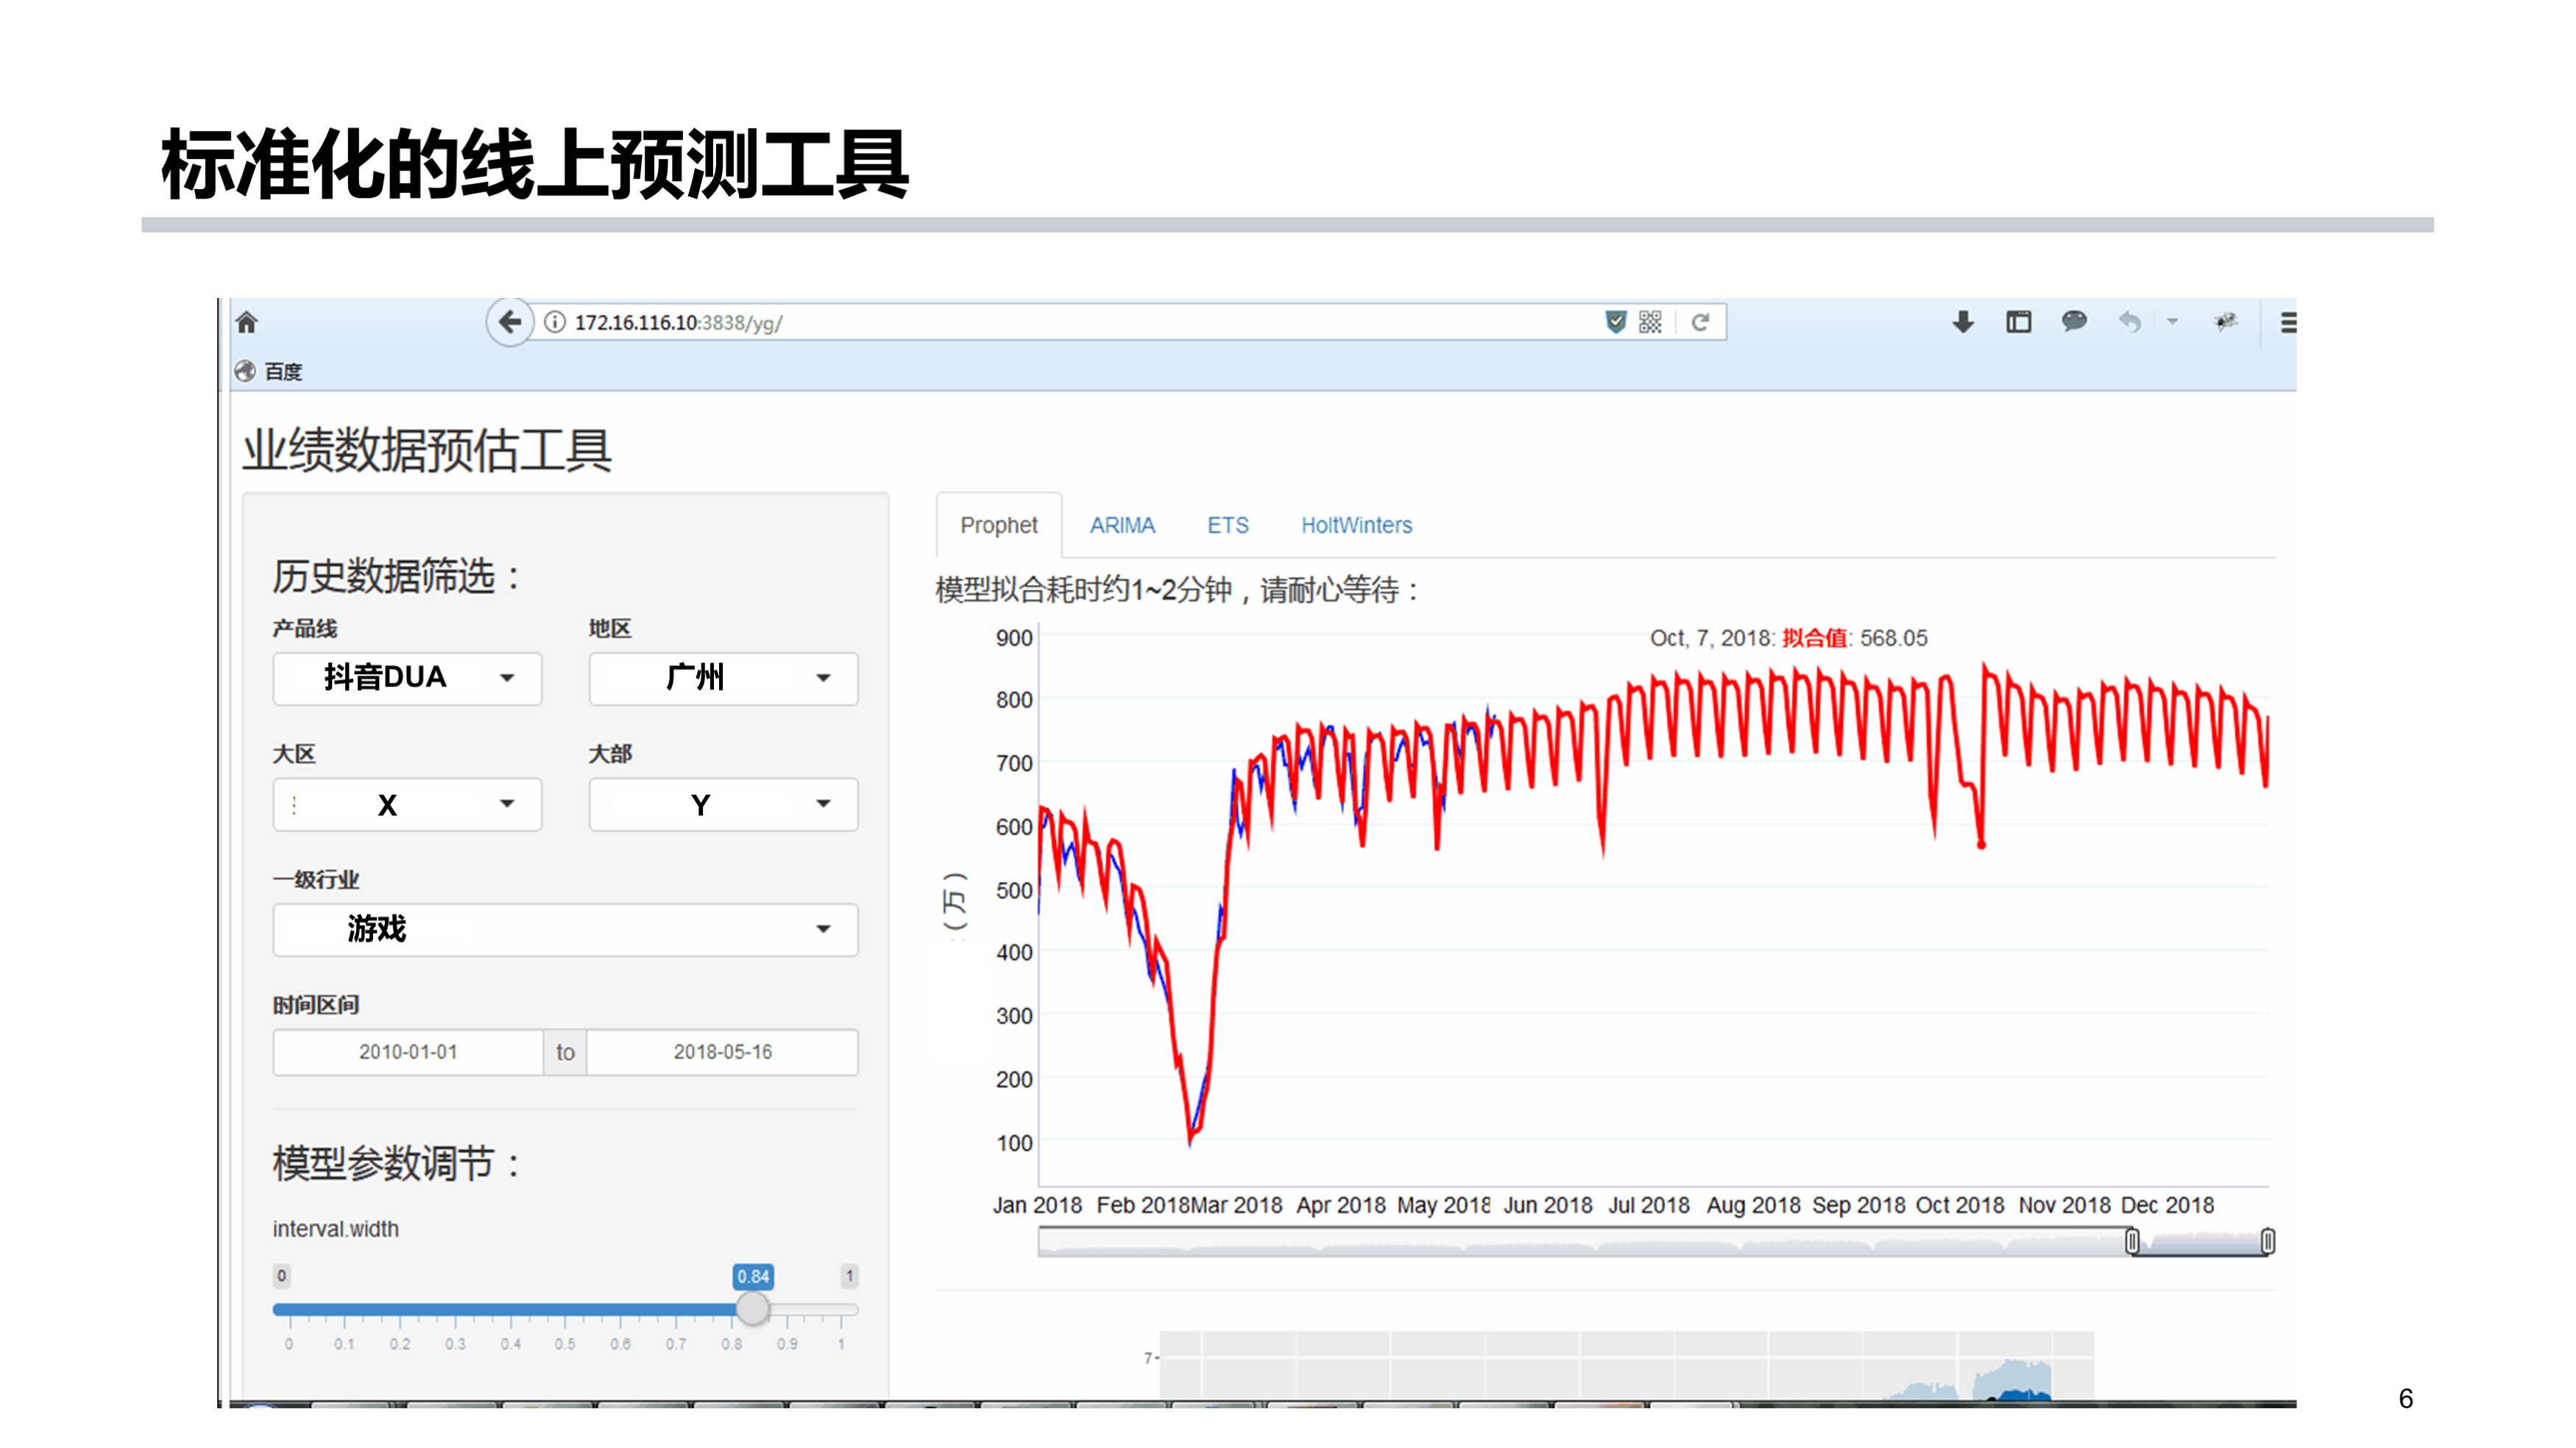 标准化的线上预测工具
172.16.116.10:3838/yg/
百度
业绩数据预估工具
历史数据筛选：
产品线
地区
抖音DUA
广州
大区
大部
X
Y
一级行业
游戏
时间区间
2010-01-01 to 2018-05-16
模型参数调节：
interval.width
0
0.84
1
0 0.1 0.2 0.3 0.4 0.5 0.6 0.7 0.8 0.9 1
Prophet ARIMA ETS HoltWinters
模型拟合耗时约1~2分钟，请耐心等待：
Oct, 7, 2018: 拟合值: 568.05
900
800
700
600
500
400
300
200
100
（万）
Jan 2018 Feb 2018 Mar 2018 Apr 2018 May 2018 Jun 2018 Jul 2018 Aug 2018 Sep 2018 Oct 2018 Nov 2018 Dec 2018
7
6